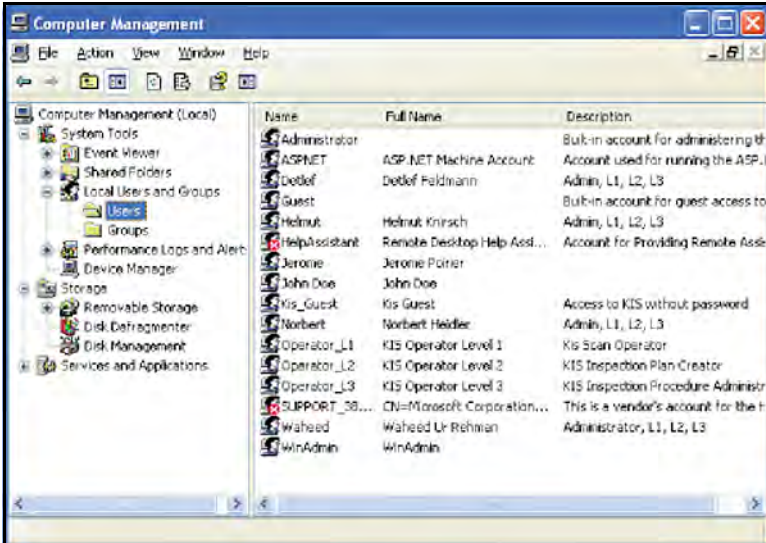 Computer Management
File Action View Window Help
Computer Management (Local)
System Tools
Event Viewer
Shared Folders
Local Users and Groups
Users
Groups
Performance Logs and Alert
Device Manager
Storage
Removable Storage
Disk Defragmenter
Disk Management
Services and Applications
Name Full Name Description
Administrator Built-in account for administering th
ASPNET ASP.NET Machine Account Account used for running the ASP.
Detlef Detlef Feldmann Admin, L1, L2, L3
Guest Built-in account for guest access to
Helmut Helmut Knirsch Admin, L1, L2, L3
HelpAssistant Remote Desktop Help Assi... Account for Providing Remote Assis
Jerome Jerome Poirier
John Doe John Doe
Kis_Guest Kis Guest Access to KIS without password
Norbert Norbert Heidler Admin, L1, L2, L3
Operator_L1 KIS Operator Level 1 Kis Scan Operator
Operator_L2 KIS Operator Level 2 KIS Inspection Plan Creator
Operator_L3 KIS Operator Level 3 KIS Inspection Procedure Administr
SUPPORT_38... CN=Microsoft Corporation... This is a vendor's account for the H
Waheed Waheed Ur Rehman Administrator, L1, L2, L3
WinAdmin WinAdmin